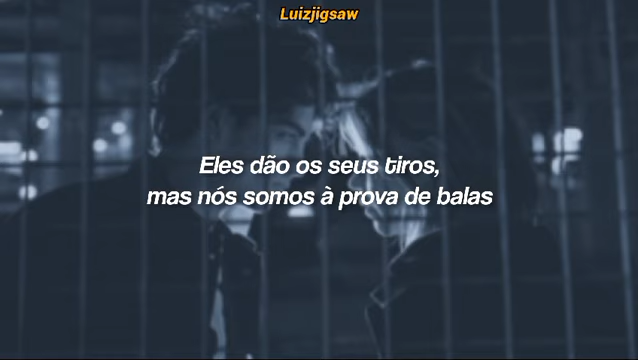 Luizjigsaw
Eles dão os seus tiros,
mas nós somos à prova de balas